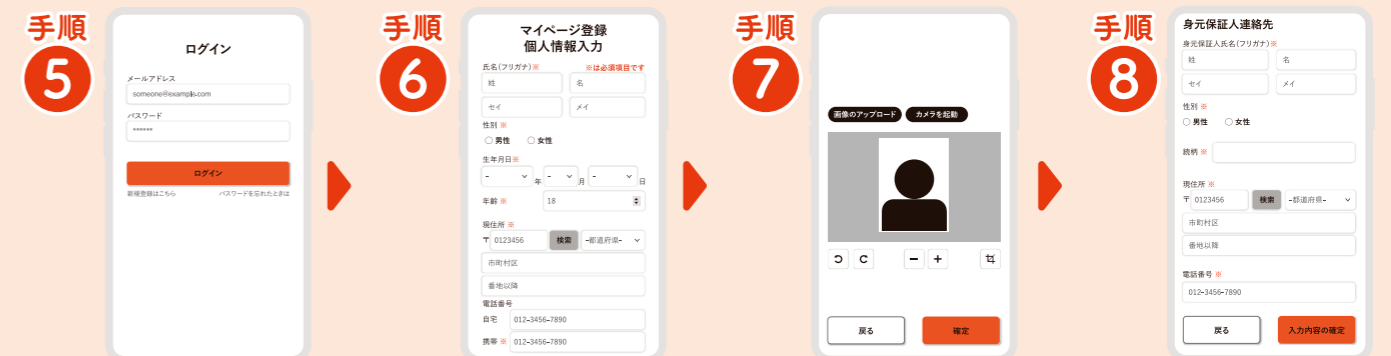 手順
5
ログイン
メールアドレス
someone@example.com
パスワード
******
ログイン
新規登録はこちら
パスワードを忘れたときは
手順
6
マイページ登録
個人情報入力
氏名(フリガナ)※
※は必須項目です
姓
名
セイ
メイ
性別 ※
男性
女性
生年月日※
- 年 - 月 - 日
年齢 ※
18
現住所 ※
〒 0123456 検索 -都道府県-
市町村区
番地以降
電話番号
自宅 012-3456-7890
携帯 ※ 012-3456-7890
手順
7
画像のアップロード
カメラを起動
戻る
確定
手順
8
身元保証人連絡先
身元保証人氏名(フリガナ)※
姓
名
セイ
メイ
性別 ※
男性
女性
続柄 ※
現住所 ※
〒 0123456 検索 -都道府県-
市町村区
番地以降
電話番号 ※
012-3456-7890
戻る
入力内容の確定